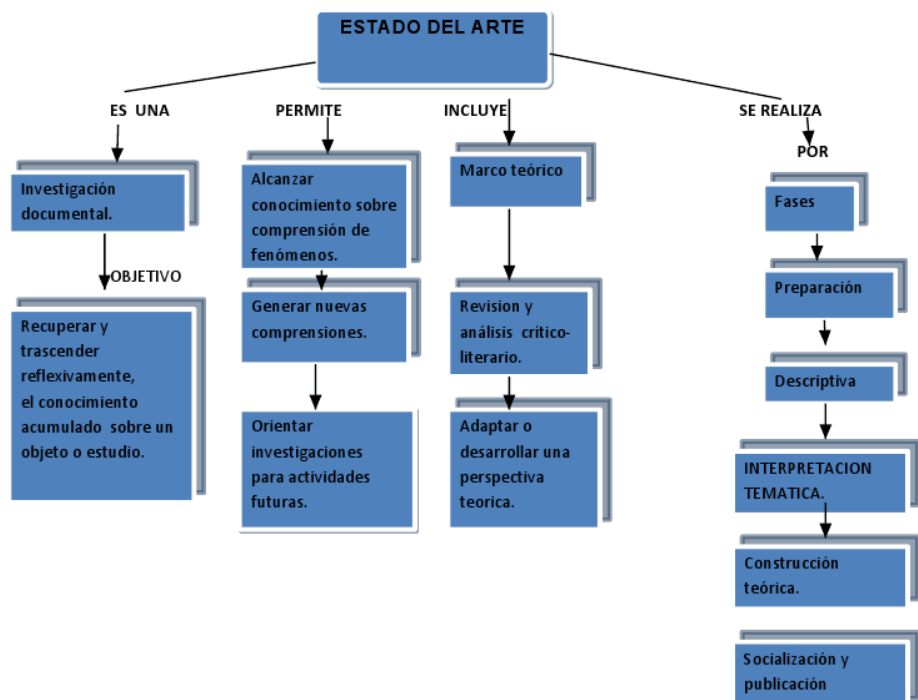 ESTADO DEL ARTE
ES UNA
Investigación
documental.
OBJETIVO
Recuperar y
trascender
reflexivamente,
el conocimiento
acumulado sobre un
objeto o estudio.
PERMITE
Alcanzar
conocimiento sobre
comprensión de
fenómenos.
Generar nuevas
comprensiones.
Orientar
investigaciones
para actividades
futuras.
INCLUYE
Marco teórico
Revision y
análisis crítico-
literario.
Adaptar o
desarrollar una
perspectiva
teorica.
SE REALIZA
POR
Fases
Preparación
Descriptiva
INTERPRETACION
TEMATICA.
Construcción
teórica.
Socialización y
publicación